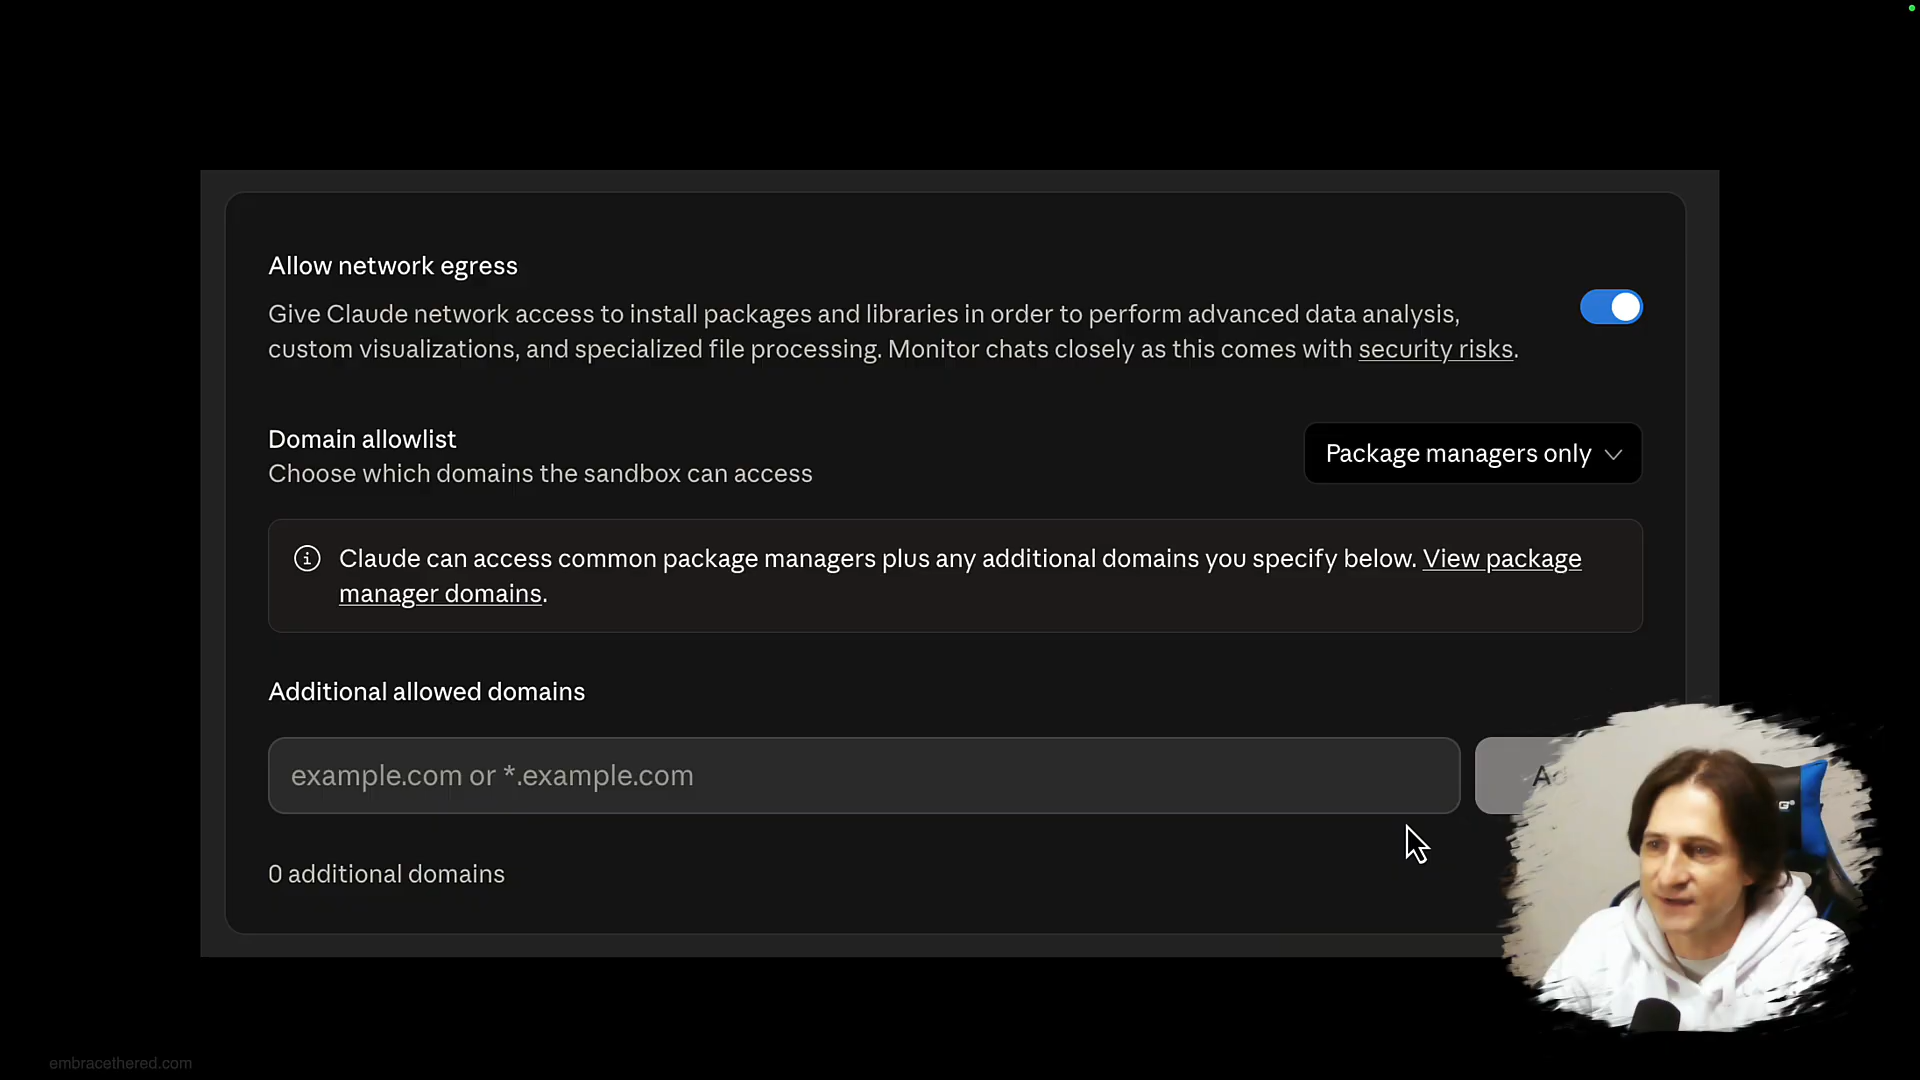 Allow network egress
Give Claude network access to install packages and libraries in order to perform advanced data analysis,
custom visualizations, and specialized file processing. Monitor chats closely as this comes with security risks.
Domain allowlist
Choose which domains the sandbox can access
Package managers only
Claude can access common package managers plus any additional domains you specify below. View package
manager domains.
Additional allowed domains
example.com or *.example.com
0 additional domains
embracethered.com